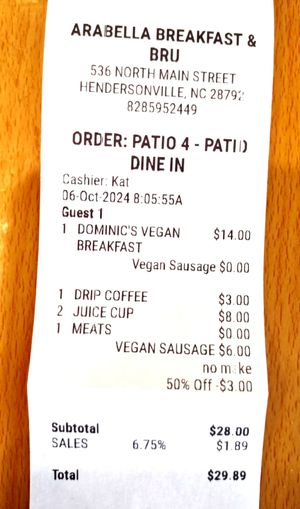 ARABELLA BREAKFAST &
BRU
536 NORTH MAIN STREET
HENDERSONVILLE, NC 28792
8285952449
ORDER: PATIO 4 - PATIO
DINE IN
Cashier: Kat
06-Oct-2024 8:05:55A
Guest 1
1 DOMINIC'S VEGAN $14.00
BREAKFAST
Vegan Sausage $0.00
1 DRIP COFFEE $3.00
2 JUICE CUP $8.00
1 MEATS $0.00
VEGAN SAUSAGE $6.00
no make
50% Off -$3.00
Subtotal $28.00
SALES 6.75% $1.89
Total $29.89